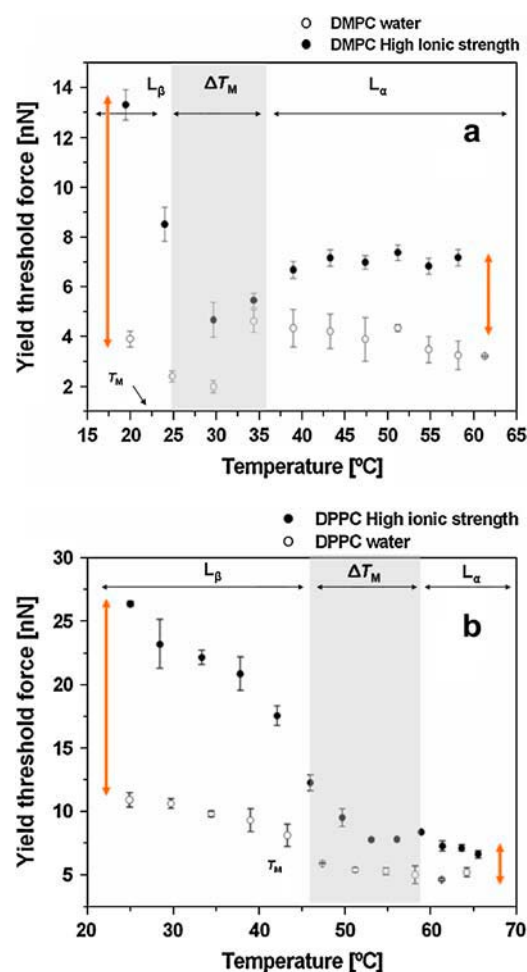 DMPC water
DMPC High Ionic strength
Yield threshold force [nN]
14
12
10
8
6
4
2
Lβ
ΔTM
Lα
a
TM
15 20 25 30 35 40 45 50 55 60 65
Temperature [ºC]
DPPC High ionic strength
DPPC water
Yield threshold force [nN]
30
25
20
15
10
5
Lβ
ΔTM
Lα
b
TM
20 30 40 50 60 70
Temperature [ºC]